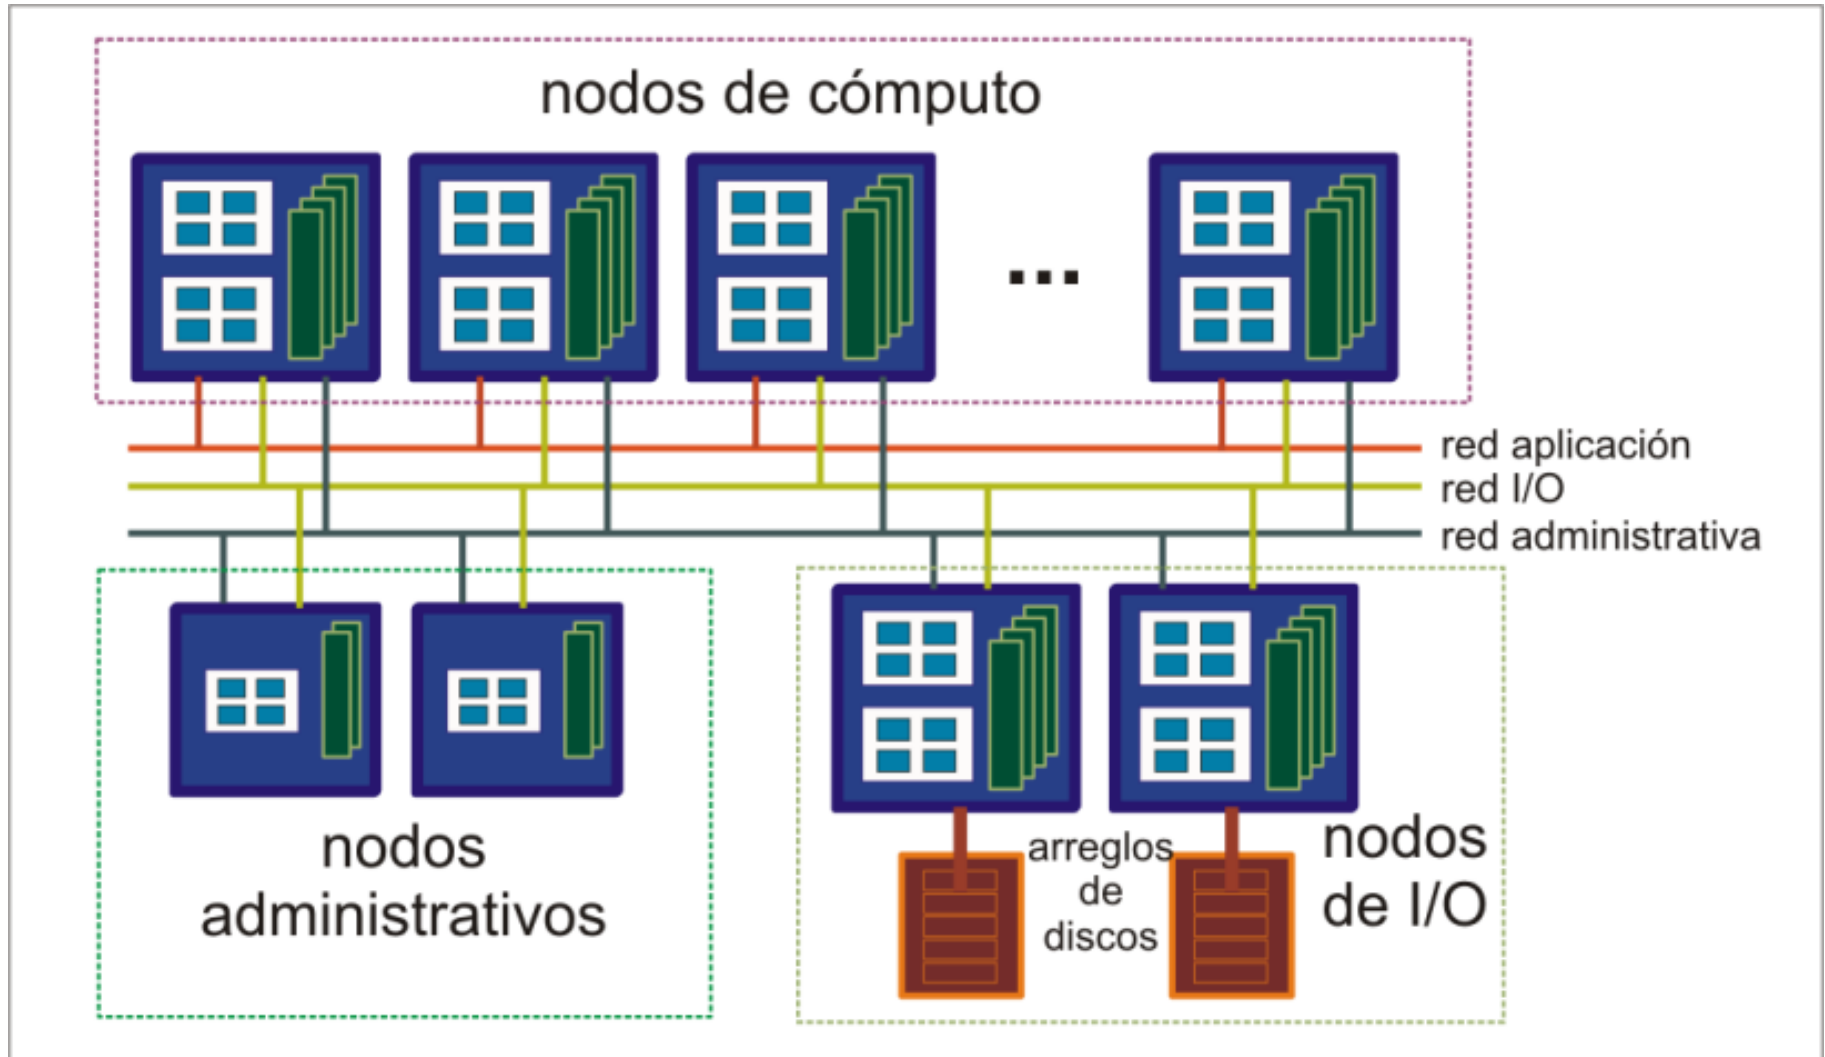 nodos de cómputo
...
red aplicación
red I/O
red administrativa
nodos
administrativos
arreglos
de
discos
nodos
de I/O